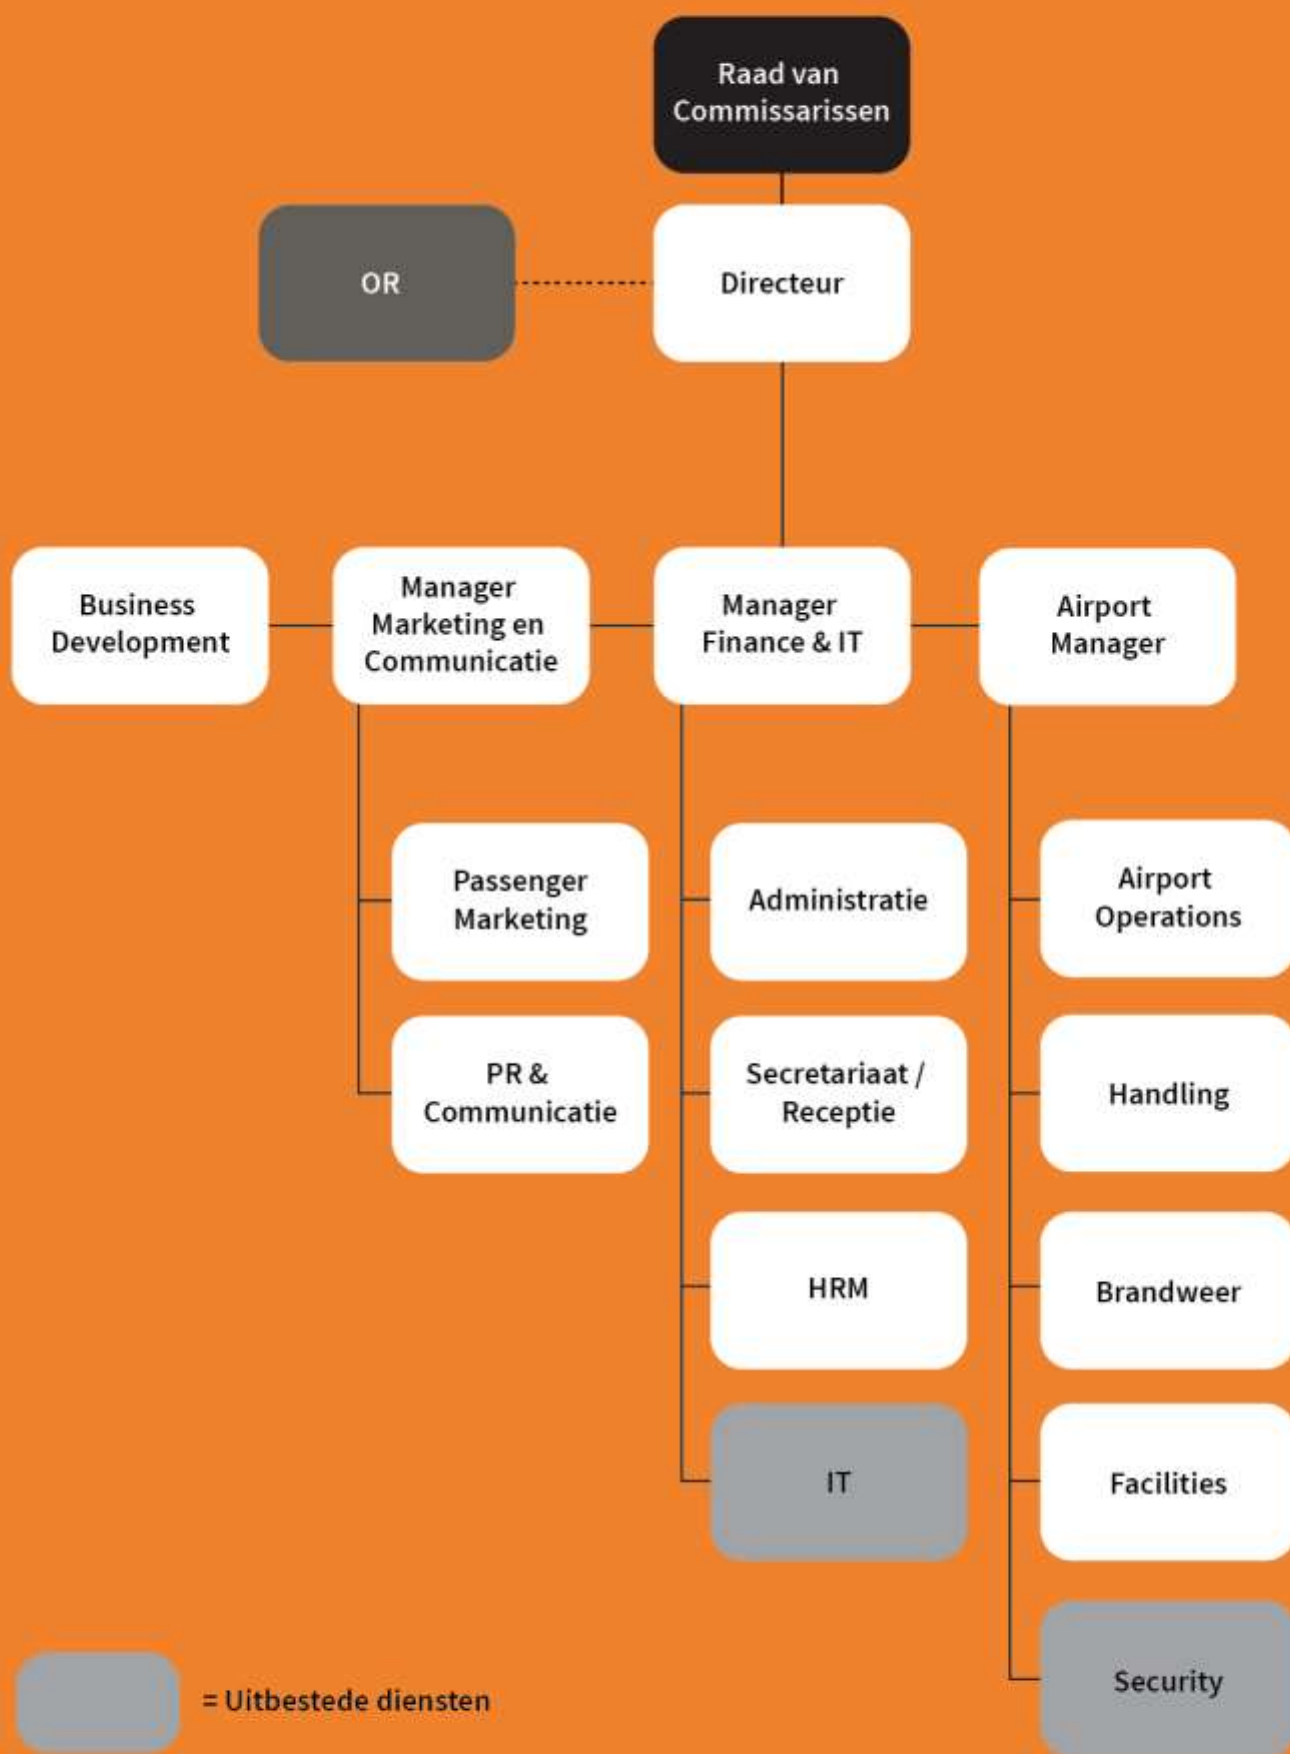 Raad van
Commissarissen
OR
Directeur
Business
Development
Manager
Marketing en
Communicatie
Manager
Finance & IT
Airport
Manager
Passenger
Marketing
Administratie
Airport
Operations
PR &
Communicatie
Secretariaat /
Receptie
Handling
HRM
Brandweer
IT
Facilities
Security
= Uitbestede diensten